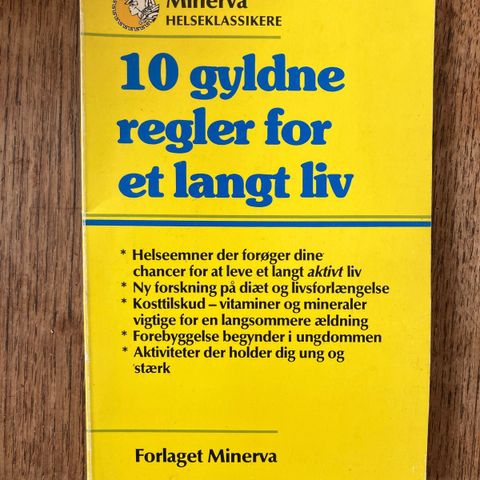 Minerva
HELSEKLASSIKERE
10 gyldne
regler for
et langt liv
* Helseemner der forøger dine
chancer for at leve et langt aktivt liv
* Ny forskning på diæt og livsforlængelse
* Kosttilskud – vitaminer og mineraler
vigtige for en langsommere ældning
* Forebyggelse begynder i ungdommen
* Aktiviteter der holder dig ung og
stærk
Forlaget Minerva